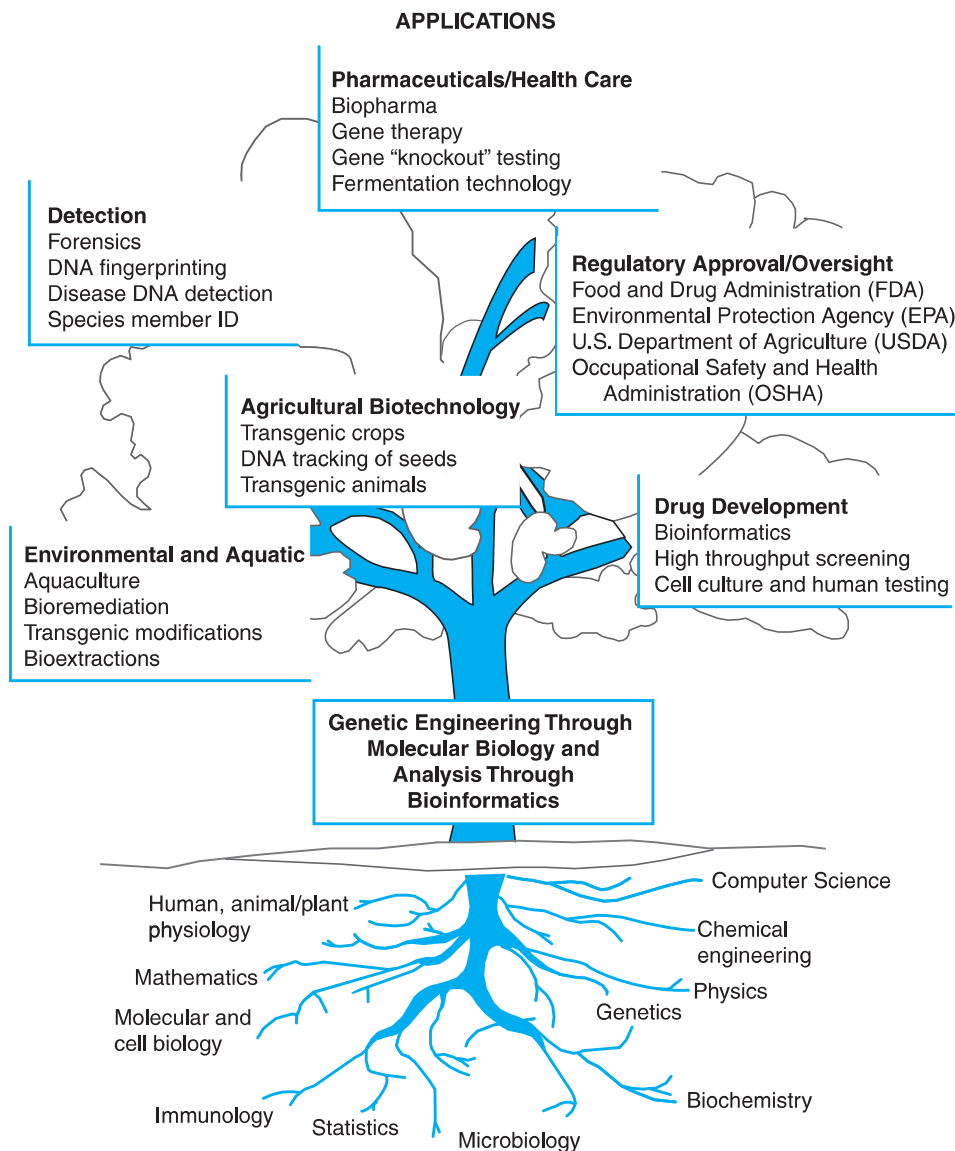 APPLICATIONS
Pharmaceuticals/Health Care
Biopharma
Gene therapy
Gene “knockout” testing
Fermentation technology
Detection
Forensics
DNA fingerprinting
Disease DNA detection
Species member ID
Regulatory Approval/Oversight
Food and Drug Administration (FDA)
Environmental Protection Agency (EPA)
U.S. Department of Agriculture (USDA)
Occupational Safety and Health
Administration (OSHA)
Agricultural Biotechnology
Transgenic crops
DNA tracking of seeds
Transgenic animals
Drug Development
Bioinformatics
High throughput screening
Cell culture and human testing
Environmental and Aquatic
Aquaculture
Bioremediation
Transgenic modifications
Bioextractions
Genetic Engineering Through
Molecular Biology and
Analysis Through
Bioinformatics
Computer Science
Human, animal/plant
physiology
Chemical
engineering
Mathematics
Physics
Genetics
Molecular and
cell biology
Biochemistry
Immunology
Statistics
Microbiology